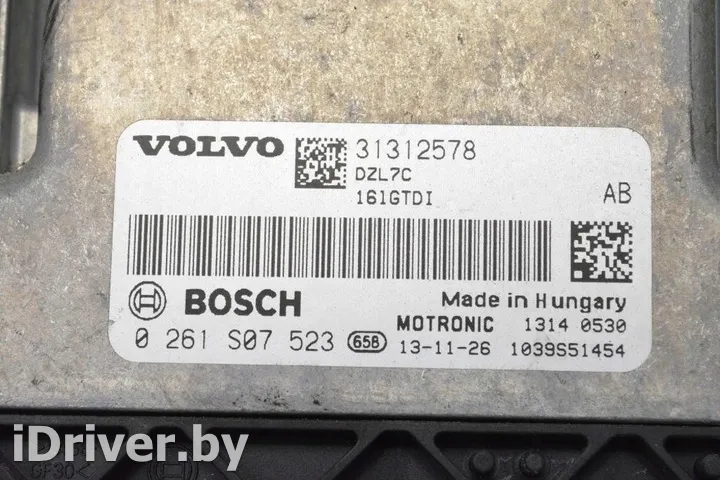 VOLVO 31312578
DZL7C
161GTDI AB
BOSCH Made in Hungary
MOTRONIC 1314 0530
0 261 S07 523 658 13-11-26 1039S51454
iDriver.by
GF30<